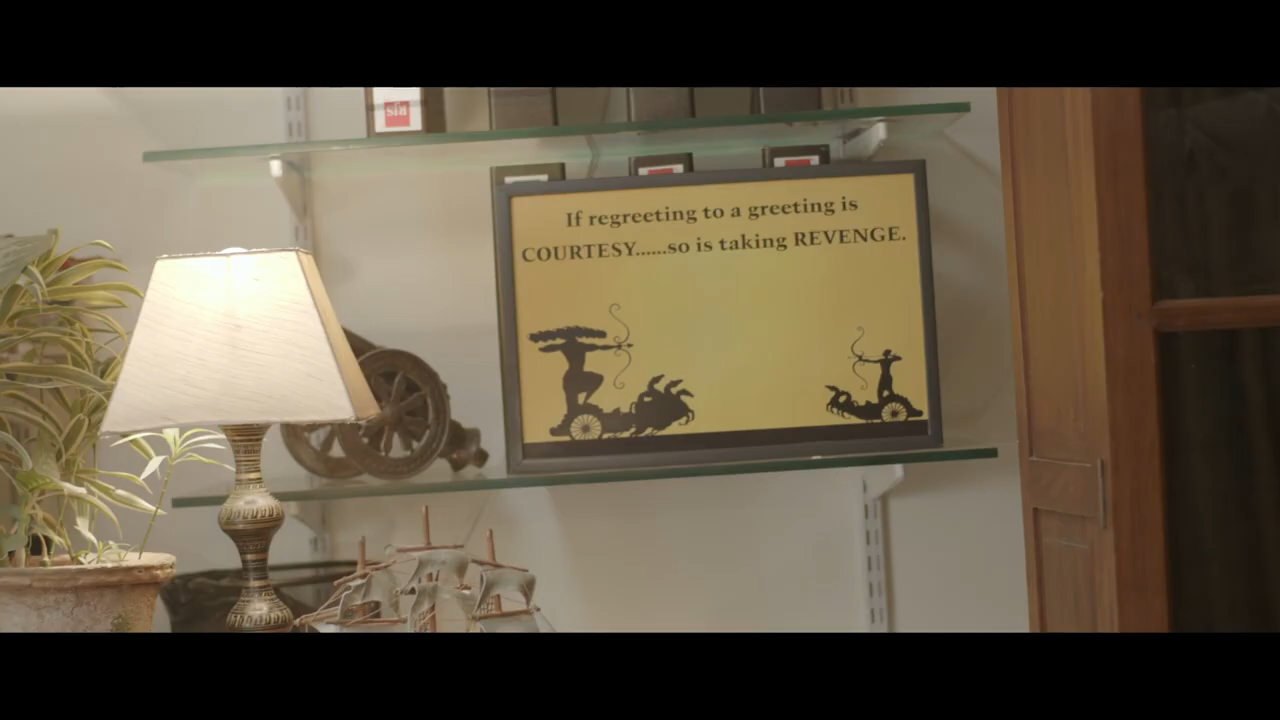 If regreeting to a greeting is
COURTESY......so is taking REVENGE.